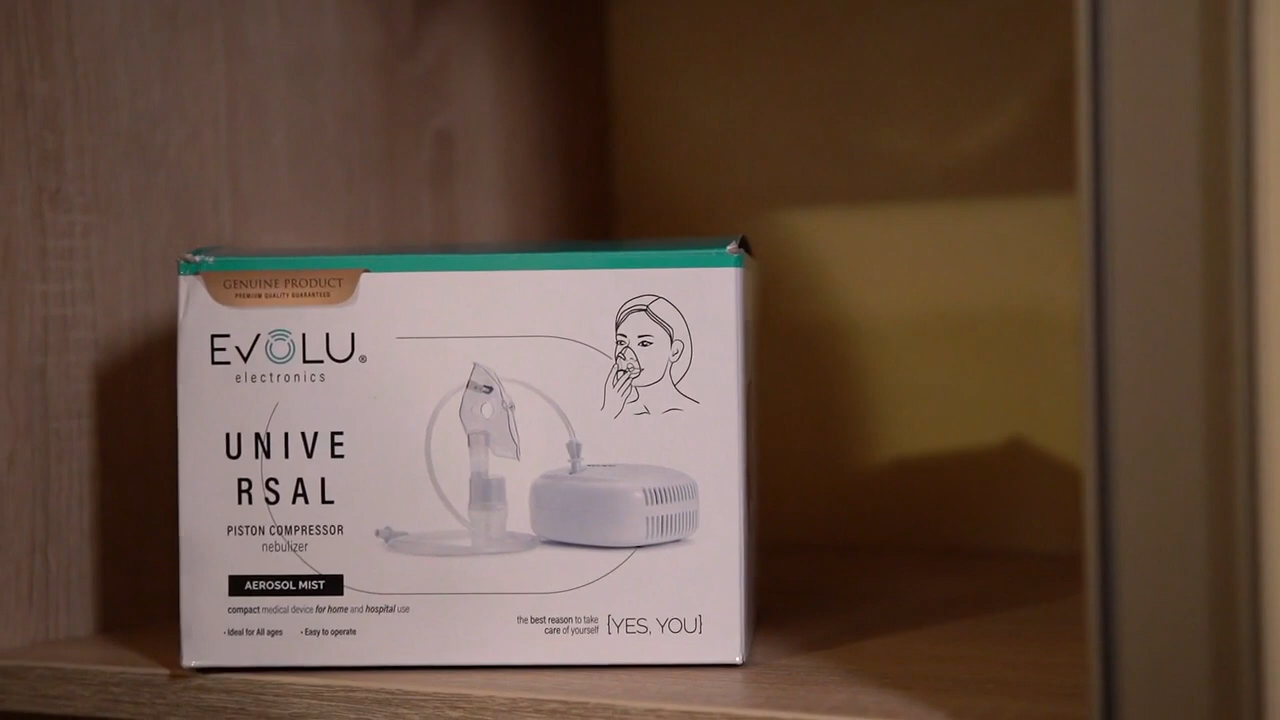 GENUINE PRODUCT
PREMIUM QUALITY GUARANTEED
EVOLU®
electronics
UNIVE
RSAL
PISTON COMPRESSOR
nebulizer
AEROSOL MIST
compact medical device for home and hospital use
• Ideal for All ages • Easy to operate
the best reason to take
care of yourself
{YES, YOU}